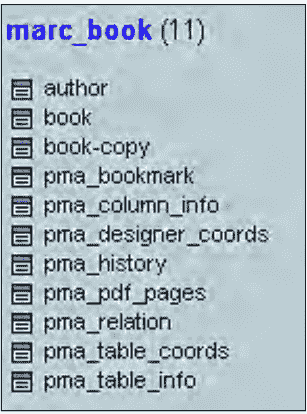 marc_book (11)
author
book
book-copy
pma_bookmark
pma_column_info
pma_designer_coords
pma_history
pma_pdf_pages
pma_relation
pma_table_coords
pma_table_info